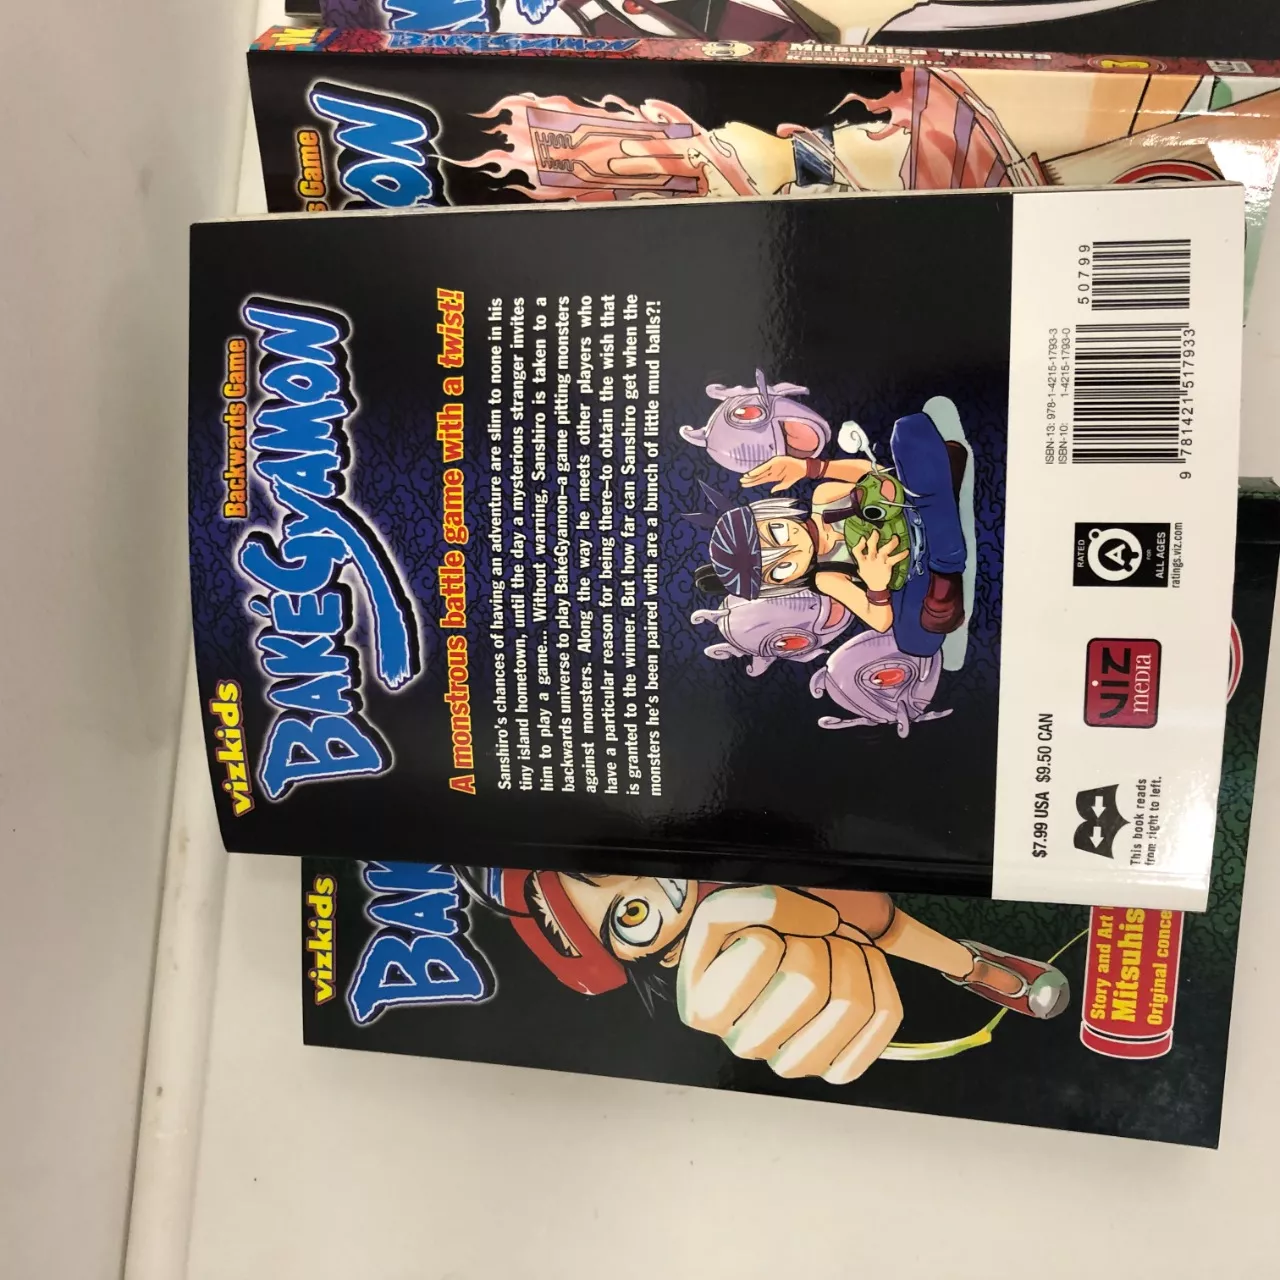 Mitsuhisa Tamura
Kazuhiro Fujita
3
Game
vizkids
Backwards Game
BAKÉGYAMON
A monstrous battle game with a twist!
Sanshiro's chances of having an adventure are slim to none in his
tiny island hometown, until the day a mysterious stranger invites
him to play a game... Without warning, Sanshiro is taken to a
backwards universe to play BakéGyamon–a game pitting monsters
against monsters. Along the way he meets other players who
have a particular reason for being there–to obtain the wish that
is granted to the winner. But how far can Sanshiro get when the
monsters he's been paired with are a bunch of little mud balls?!
$7.99 USA $9.50 CAN
This book reads
from right to left.
VIZ
media
RATED
A
FOR
ALL AGES
ratings.viz.com
ISBN-13: 978-1-4215-1793-3
ISBN-10: 1-4215-1793-0
9 781421 517933
50799
vizkids
Story and Art
Original conce